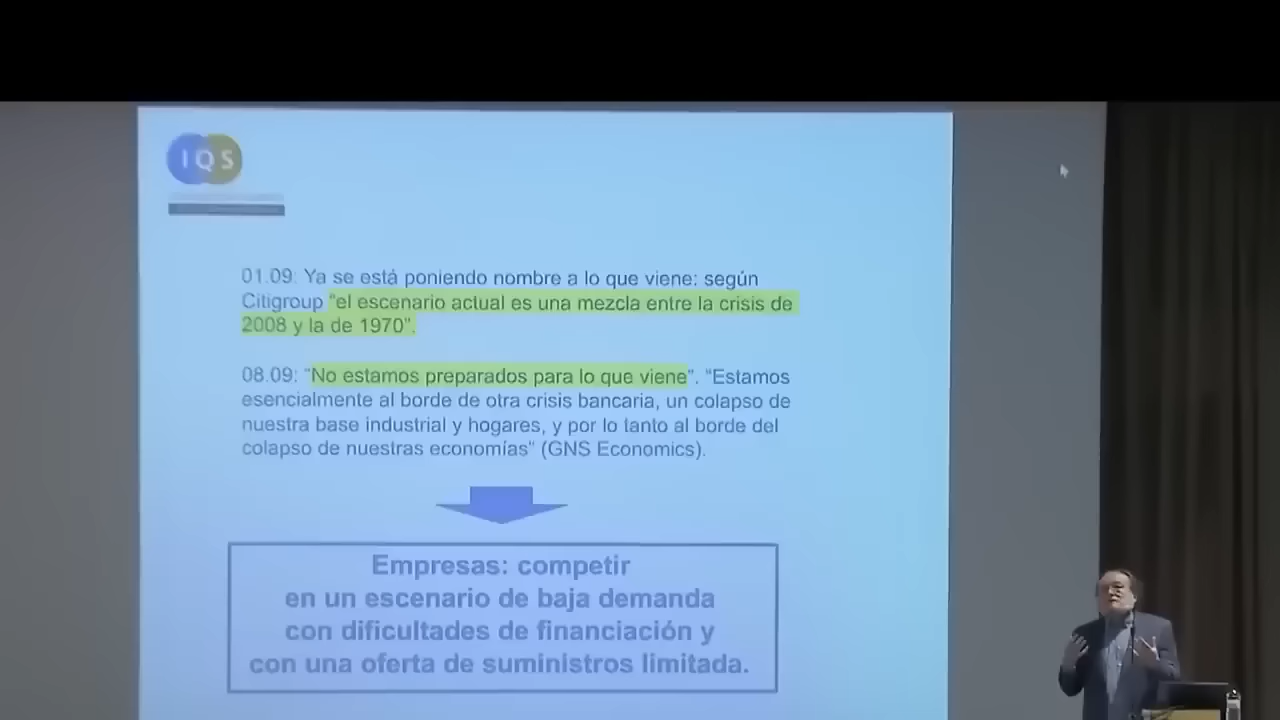 IQS
01.09: Ya se está poniendo nombre a lo que viene: según
Citigroup "el escenario actual es una mezcla entre la crisis de
2008 y la de 1970".
08.09: "No estamos preparados para lo que viene". "Estamos
esencialmente al borde de otra crisis bancaria, un colapso de
nuestra base industrial y hogares, y por lo tanto al borde del
colapso de nuestras economías" (GNS Economics).
Empresas: competir
en un escenario de baja demanda
con dificultades de financiación y
con una oferta de suministros limitada.